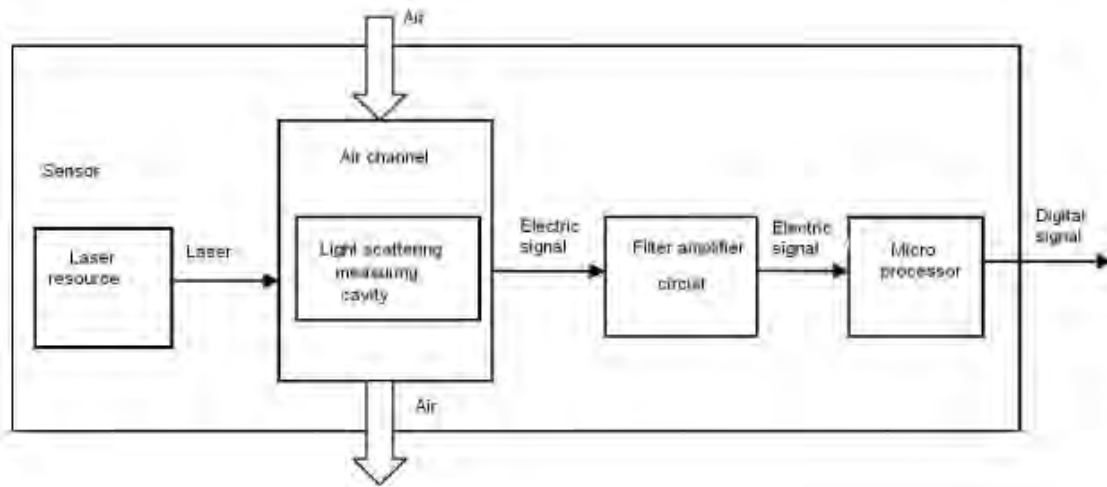 Air
Sensor
Air channel
Laser
resource
Laser
Light scattering
measuring
cavity
Electric
signal
Filter amplifier
circiut
Electric
signal
Micro
processor
Digital
signal
Air